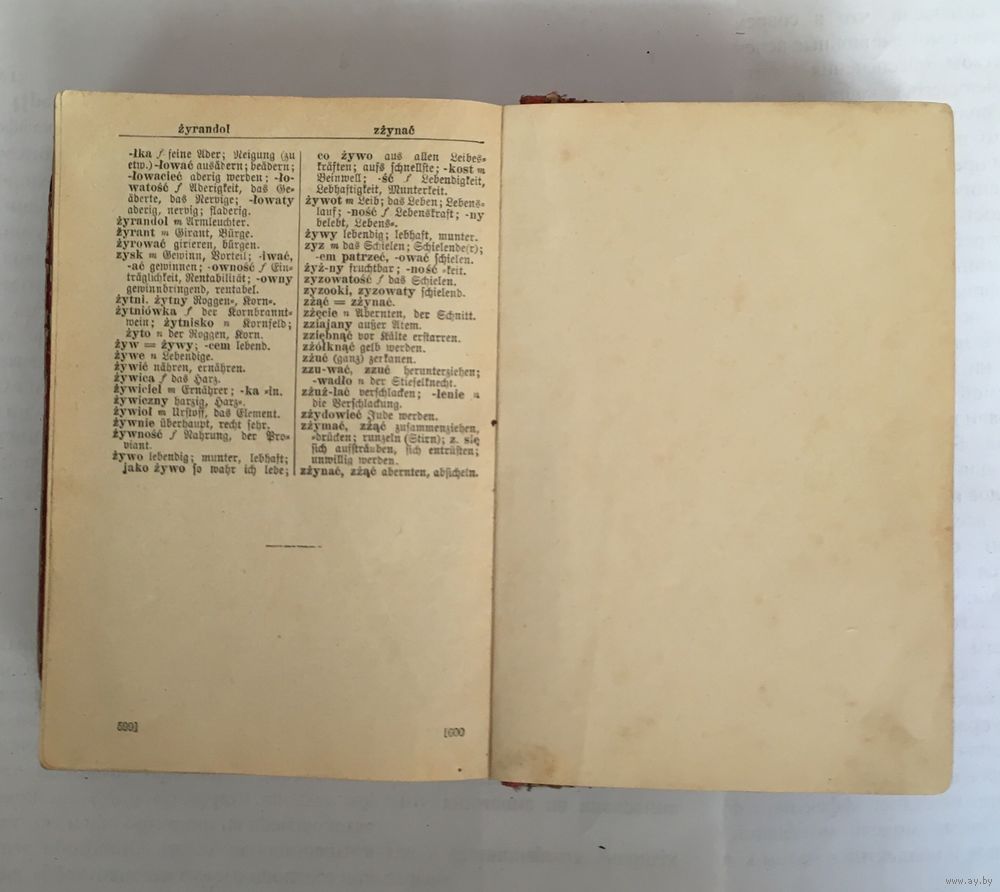 żyrandol
zżynać
-łka f feine Ader; Neigung (zu
etw.) -lować ausädern; beädern;
-lowacieć aderig werden; -ło-
watość f Aderigkeit, das Ge-
äderte, das Nervige; -łowaty
aderig, nervig; fladerig.
żyrandol m Armleuchter.
żyrant m Girant, Bürge.
żyrować girieren, bürgen.
zysk m Gewinn, Vorteil; -iwać,
-ać gewinnen; -owność f Ein-
träglichkeit, Rentabilität; -owny
gewinnbringend, rentabel.
żytni, żytny Roggen-, Korn-.
żytniówka f der Kornbrannt-
wein; żytnisko n Kornfeld;
żyto n der Roggen, Korn.
żyw = żywy; -cem lebend.
żywe n Lebendige.
żywić nähren, ernähren.
żywica f das Harz.
żywiciel m Ernährer; -ka -in.
żywiczny harzig, Harz-.
żywioł m Urstoff, das Element.
żywnie überhaupt, recht sehr.
żywność f Nahrung, der Pro-
viant.
żywo lebendig; munter, lebhaft;
jako żywo so wahr ich lebe;
co żywo aus allen Leibes-
kräften; aufs schnellste; -kost m
Beinwell; -ść f Lebendigkeit,
Lebhaftigkeit, Munterkeit.
żywot m Leib; das Leben; Lebens-
lauf; -ność f Lebenskraft; -ny
belebt, Lebens-.
żywy lebendig; lebhaft, munter.
zyz m das Schielen; Schielende(r);
-em patrzeć, -ować schielen.
żyż-ny fruchtbar; -ność -keit.
zyzowatość f das Schielen.
zyzooki, zyzowaty schielend.
zżąć = zżynać.
zżęcie n Abernten, der Schnitt.
zziajany außer Atem.
zziębnąć vor Kälte erstarren.
zżółknąć gelb werden.
zżuć (ganz) zerkauen.
zzu-wać, zzuć herunterziehen;
-wadło n der Stiefelknecht.
zżuż-lać verschlacken; -lenie n
die Verschlackung.
zżydowieć Jude werden.
zżymać, zżąć zusammenziehen,
-drücken; runzeln (Stirn); z. się
sich aufsträuben, sich entrüsten;
unwillig werden.
zżynać, zżąć abernten, absicheln.
599]
[600
www.ay.by